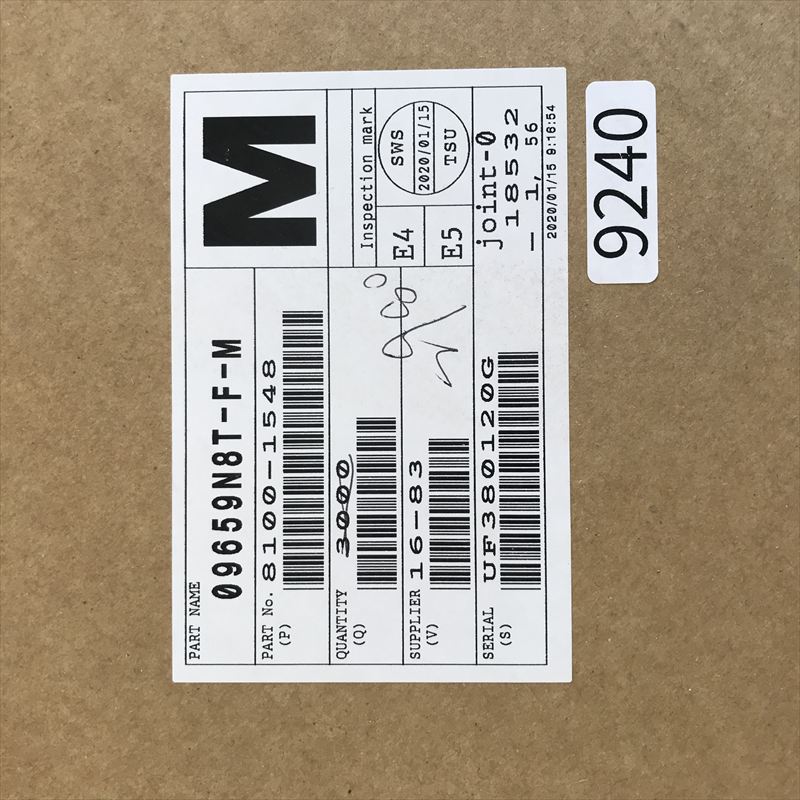 PART NAME
09659N8T-F-M
M
PART No. 8100-1548
(P)
QUANTITY 3000
(Q)
Inspection mark
SUPPLIER 16-83
(V)
E4
E5
SWS
2020/01/15
TSU
SERIAL UF380120G
(S)
joint-0
18532
- 1, 56
2020/01/15 9:16:54
9240